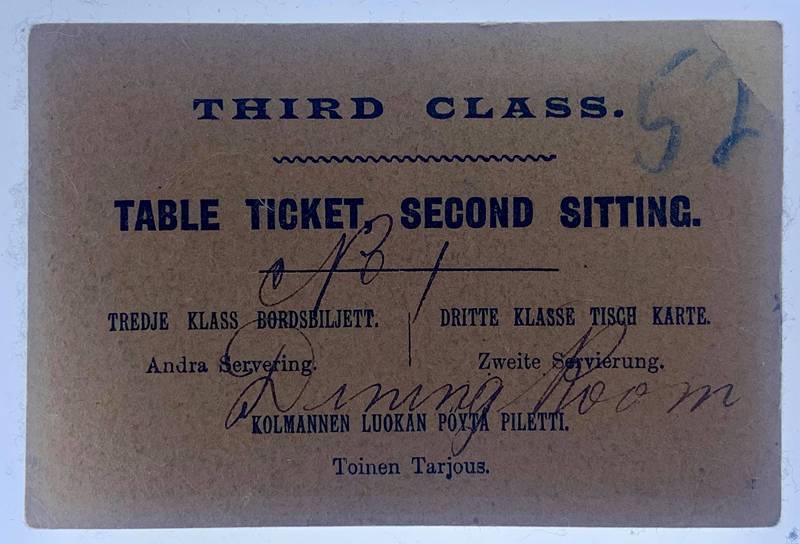 THIRD CLASS.
52
TABLE TICKET, SECOND SITTING.
No 1
TREDJE KLASS BORDSBILJETT.
Andra Servering.
DRITTE KLASSE TISCH KARTE.
Zweite Servierung.
Dining Room
KOLMANNEN LUOKAN PÖYTÄ PILETTI.
Toinen Tarjous.